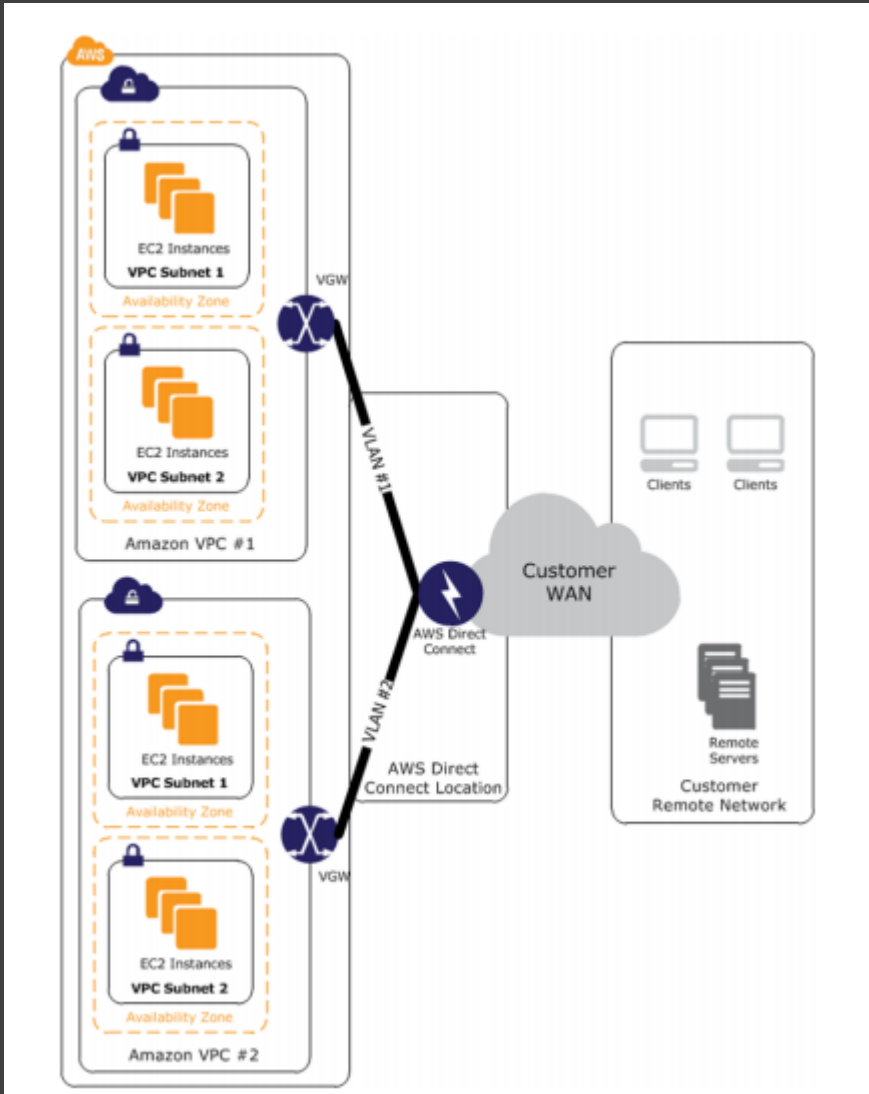 AWS
EC2 Instances
VPC Subnet 1
Availability Zone
VGW
EC2 Instances
VPC Subnet 2
Availability Zone
Amazon VPC #1
VLAN #1
Clients
Clients
Customer
WAN
AWS Direct
Connect
EC2 Instances
VPC Subnet 1
Availability Zone
VLAN #2
AWS Direct
Connect Location
Remote
Servers
Customer
Remote Network
VGW
EC2 Instances
VPC Subnet 2
Availability Zone
Amazon VPC #2